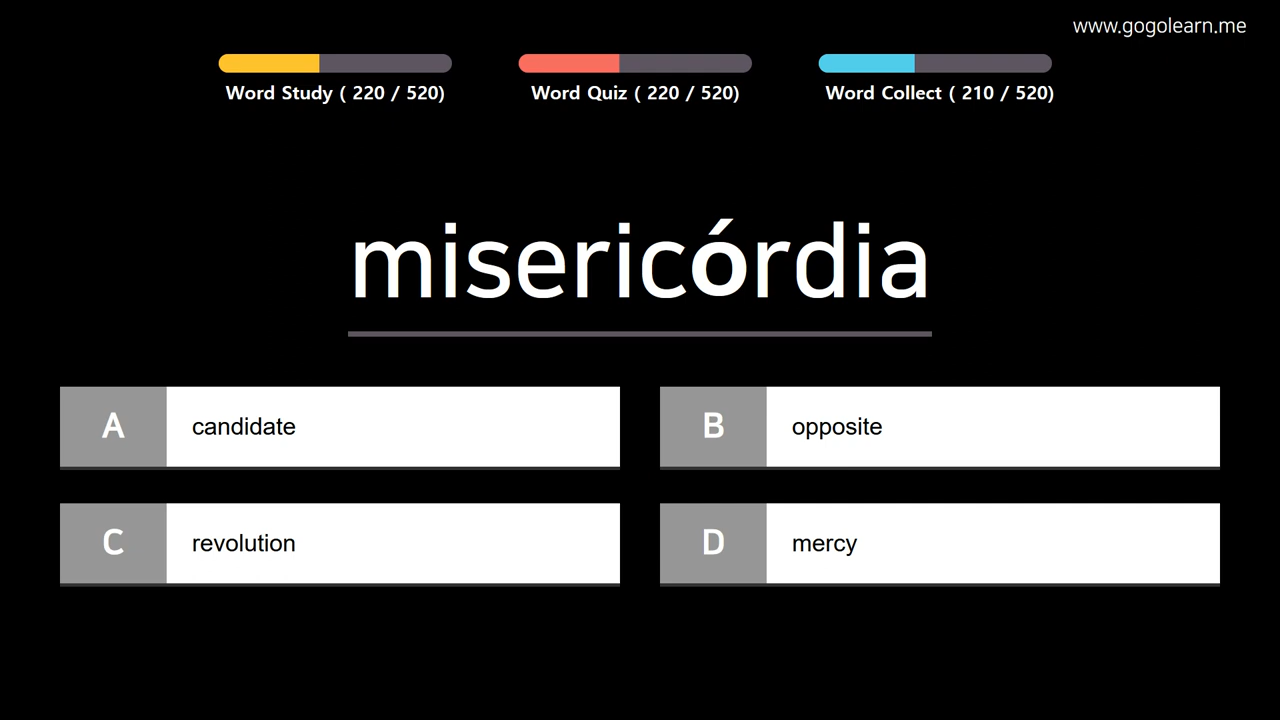 www.gogolearn.me
Word Study ( 220 / 520)
Word Quiz ( 220 / 520)
Word Collect ( 210 / 520)
misericórdia
A candidate
B opposite
C revolution
D mercy